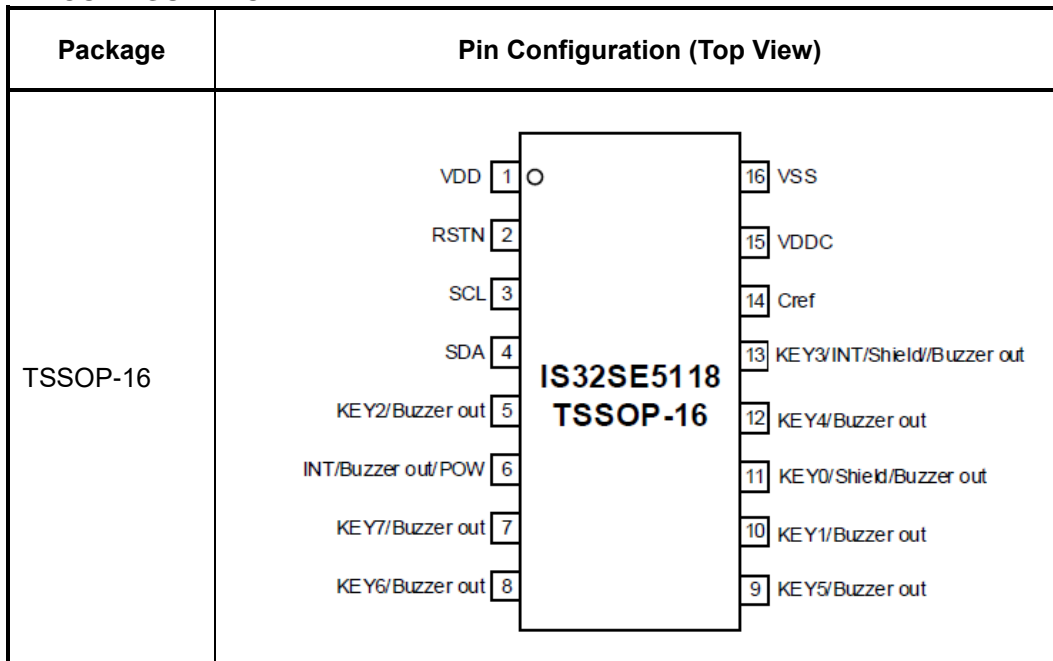 Package
Pin Configuration (Top View)
TSSOP-16
VDD 1
RSTN 2
SCL 3
SDA 4
KEY2/Buzzer out 5
INT/Buzzer out/POW 6
KEY7/Buzzer out 7
KEY6/Buzzer out 8
IS32SE5118
TSSOP-16
16 VSS
15 VDDC
14 Cref
13 KEY3/INT/Shield//Buzzer out
12 KEY4/Buzzer out
11 KEY0/Shield/Buzzer out
10 KEY1/Buzzer out
9 KEY5/Buzzer out